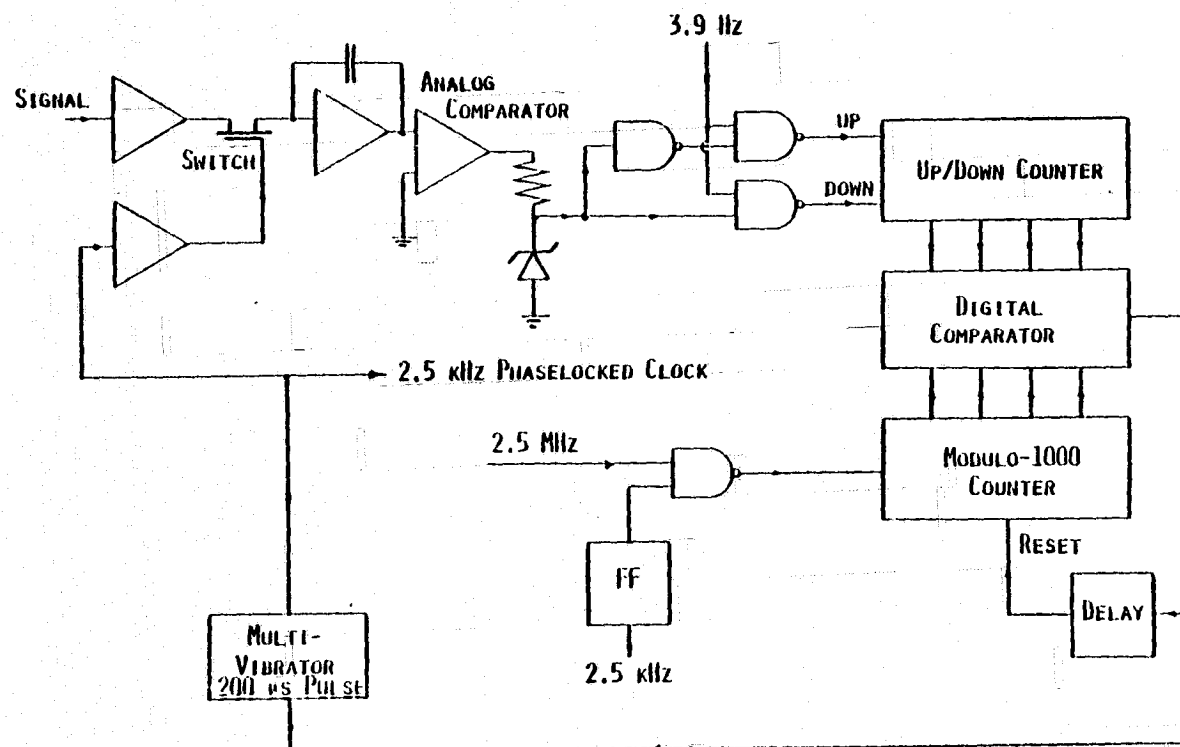 3.9 Hz
SIGNAL
ANALOG
COMPARATOR
SWITCH
UP
DOWN
UP/DOWN COUNTER
DIGITAL
COMPARATOR
2.5 kHz PHASELOCKED CLOCK
2.5 MHz
MODULO-1000
COUNTER
RESET
FF
DELAY
MULTI-
VIBRATOR
200 µs PULSE
2.5 kHz